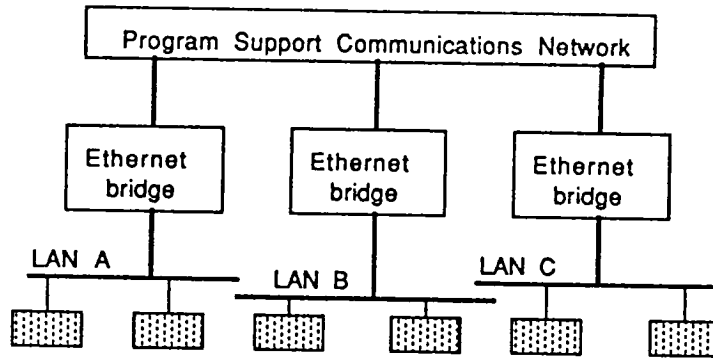 Program Support Communications Network
Ethernet
bridge
Ethernet
bridge
Ethernet
bridge
LAN A
LAN B
LAN C